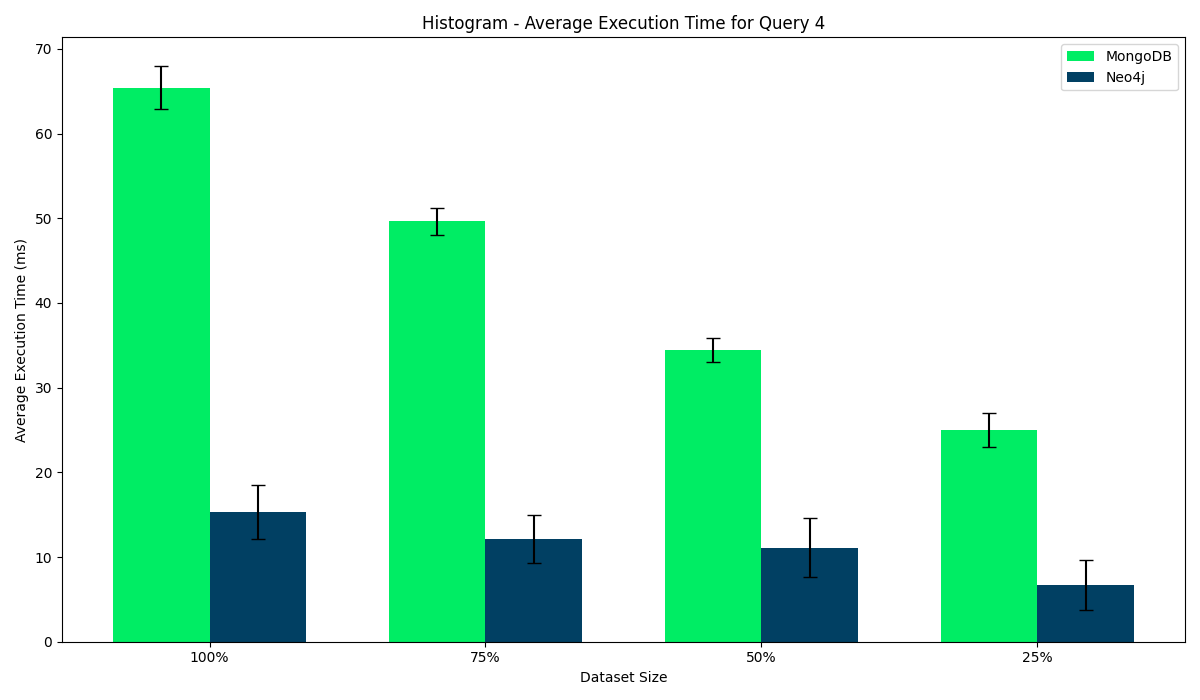 Histogram - Average Execution Time for Query 4
MongoDB
Neo4j
Average Execution Time (ms)
70
60
50
40
30
20
10
0
100%
75%
50%
25%
Dataset Size